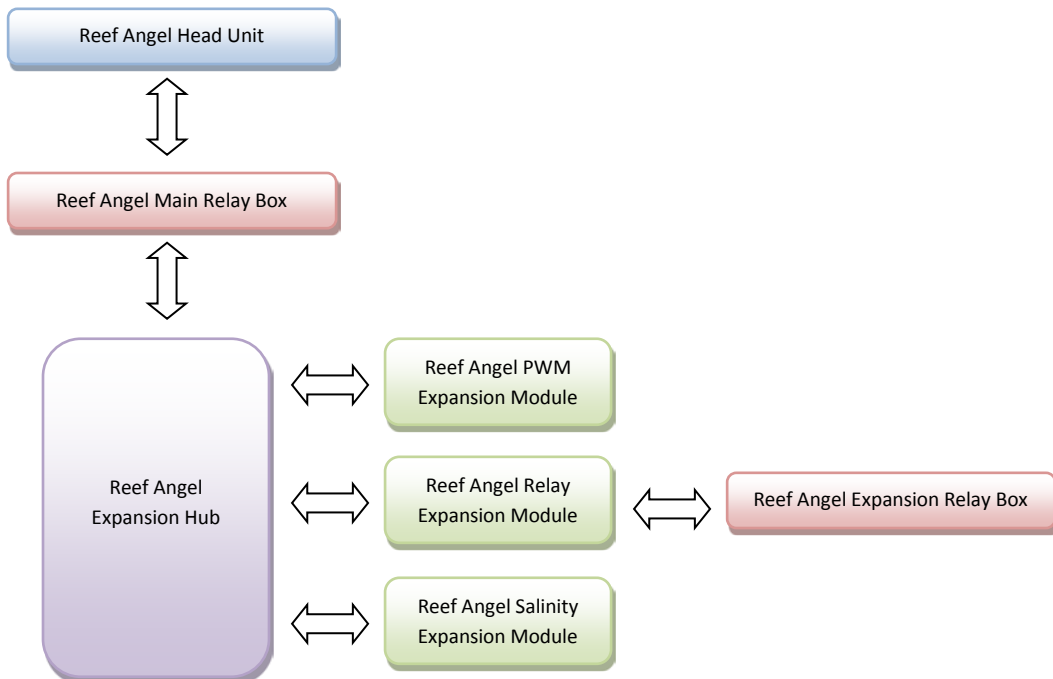 Reef Angel Head Unit
Reef Angel Main Relay Box
Reef Angel
Expansion Hub
Reef Angel PWM
Expansion Module
Reef Angel Relay
Expansion Module
Reef Angel Expansion Relay Box
Reef Angel Salinity
Expansion Module